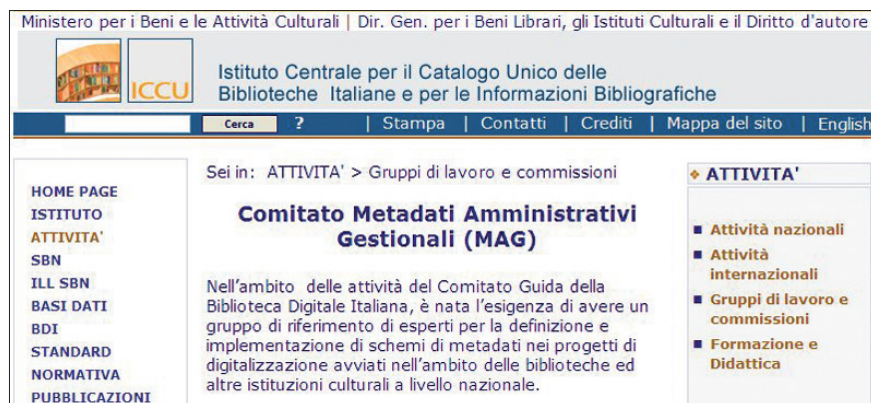 Ministero per i Beni e le Attività Culturali | Dir. Gen. per i Beni Librari, gli Istituti Culturali e il Diritto d'autore
ICCU
Istituto Centrale per il Catalogo Unico delle
Biblioteche Italiane e per le Informazioni Bibliografiche
Cerca ? | Stampa | Contatti | Crediti | Mappa del sito | English
HOME PAGE
ISTITUTO
ATTIVITA'
SBN
ILL SBN
BASI DATI
BDI
STANDARD
NORMATIVA
PUBBLICAZIONI
Sei in: ATTIVITA' > Gruppi di lavoro e commissioni
Comitato Metadati Amministrativi
Gestionali (MAG)
Nell'ambito delle attività del Comitato Guida della
Biblioteca Digitale Italiana, è nata l'esigenza di avere un
gruppo di riferimento di esperti per la definizione e
implementazione di schemi di metadati nei progetti di
digitalizzazione avviati nell'ambito delle biblioteche ed
altre istituzioni culturali a livello nazionale.
ATTIVITA'
Attività nazionali
Attività
internazionali
Gruppi di lavoro e
commissioni
Formazione e
Didattica